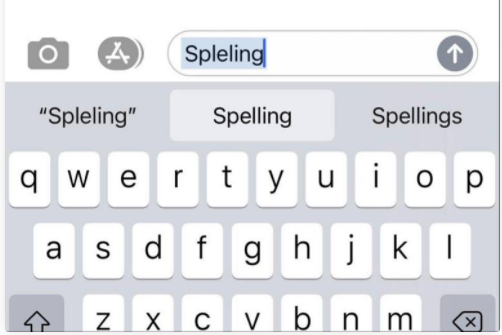 Spleling
“Spleling” Spelling Spellings
q w e r t y u i o p
a s d f g h j k l
z x c v b n m